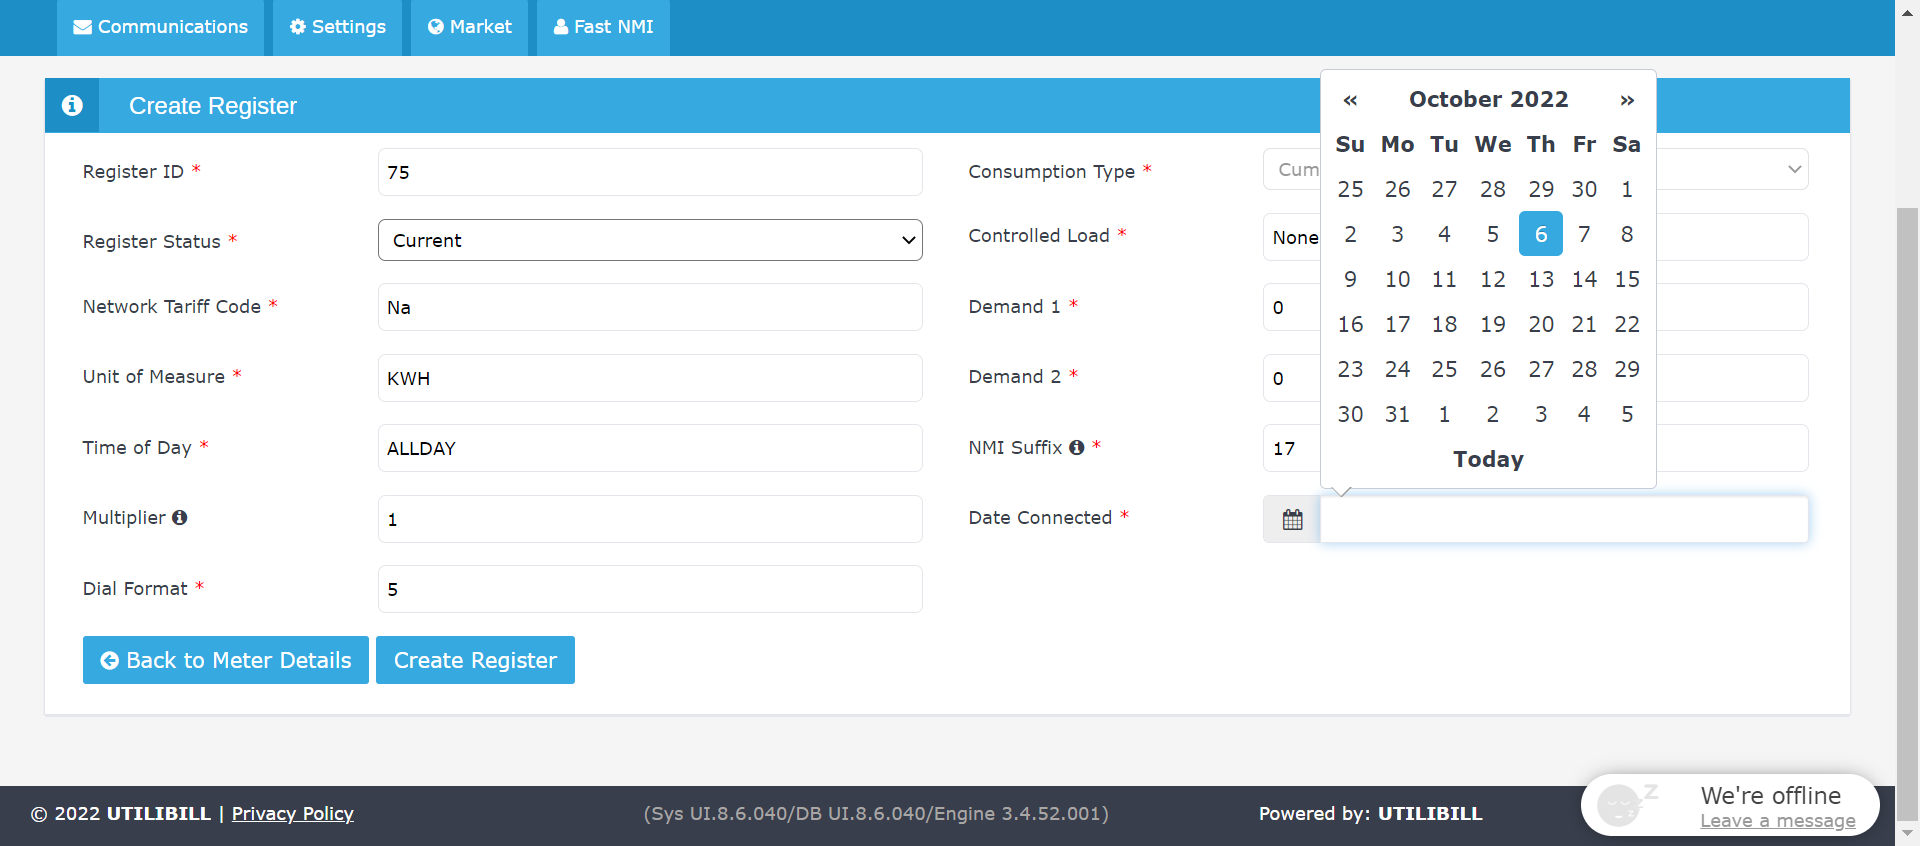 Communications Settings Market Fast NMI
Create Register
Register ID * 75
Register Status * Current
Network Tariff Code * Na
Unit of Measure * KWH
Time of Day * ALLDAY
Multiplier 1
Dial Format * 5
Consumption Type * Cum
Controlled Load * None
Demand 1 * 0
Demand 2 * 0
NMI Suffix * 17
Date Connected *
« October 2022 »
Su Mo Tu We Th Fr Sa
25 26 27 28 29 30 1
2 3 4 5 6 7 8
9 10 11 12 13 14 15
16 17 18 19 20 21 22
23 24 25 26 27 28 29
30 31 1 2 3 4 5
Today
Back to Meter Details Create Register
© 2022 UTILIBILL | Privacy Policy (Sys UI.8.6.040/DB UI.8.6.040/Engine 3.4.52.001) Powered by: UTILIBILL
We're offline
Leave a message